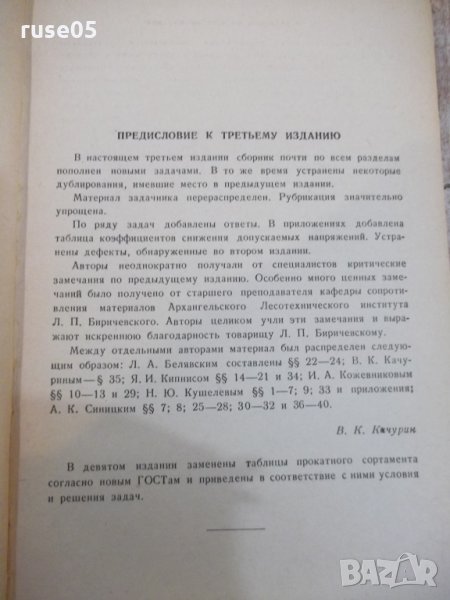 ruse05
ПРЕДИСЛОВИЕ К ТРЕТЬЕМУ ИЗДАНИЮ
В настоящем третьем издании сборник почти по всем разделам
пополнен новыми задачами. В то же время устранены некоторые
дублирования, имевшие место в предыдущем издании.
Материал задачника перераспределен. Рубрикация значительно
упрощена.
По ряду задач добавлены ответы. В приложениях добавлена
таблица коэффициентов снижения допускаемых напряжений. Устра-
нены дефекты, обнаруженные во втором издании.
Авторы неоднократно получали от специалистов критические
замечания по предыдущему изданию. Особенно много ценных заме-
чаний было получено от старшего преподавателя кафедры сопроти-
вления материалов Архангельского Лесотехнического института
Л. П. Биричевского. Авторы целиком учли эти замечания и выра-
жают искреннюю благодарность товарищу Л. П. Биричевскому.
Между отдельными авторами материал был распределен следую-
щим образом: Л. А. Белявским составлены §§ 22—24; В. К. Качу-
риным—§ 35; Я. И. Кипнисом §§ 14—21 и 34; И. А. Кожевниковым
§§ 10—13 и 29; Н. Ю. Кушелевым §§ 1—7; 9; 33 и приложения;
А. К. Синицким §§ 7; 8; 25—28; 30—32 и 36—40.
В. К. Качурин
В девятом издании заменены таблицы прокатного сортамента
согласно новым ГОСТам и приведены в соответствие с ними условия
и решения задач.
BAZAR
bg